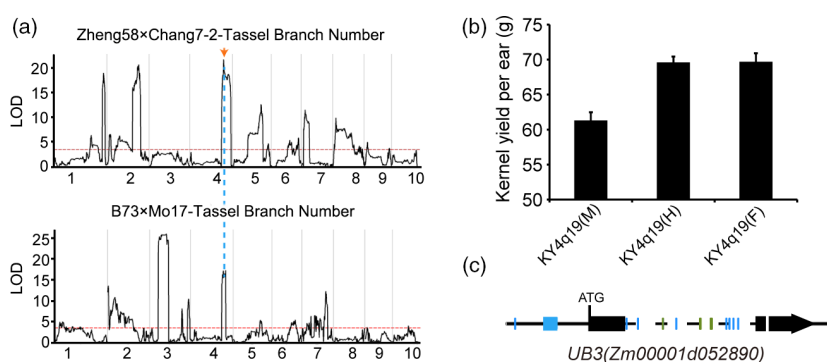 (a)
Zheng58×Chang7-2-Tassel Branch Number
LOD
20
15
10
5
0
1 2 3 4 5 6 7 8 9 10
B73×Mo17-Tassel Branch Number
LOD
25
20
15
10
5
0
1 2 3 4 5 6 7 8 9 10
(b)
Kernel yield per ear (g)
75
70
65
60
55
50
KY4q19(M) KY4q19(H) KY4q19(F)
(c)
ATG
UB3(Zm00001d052890)